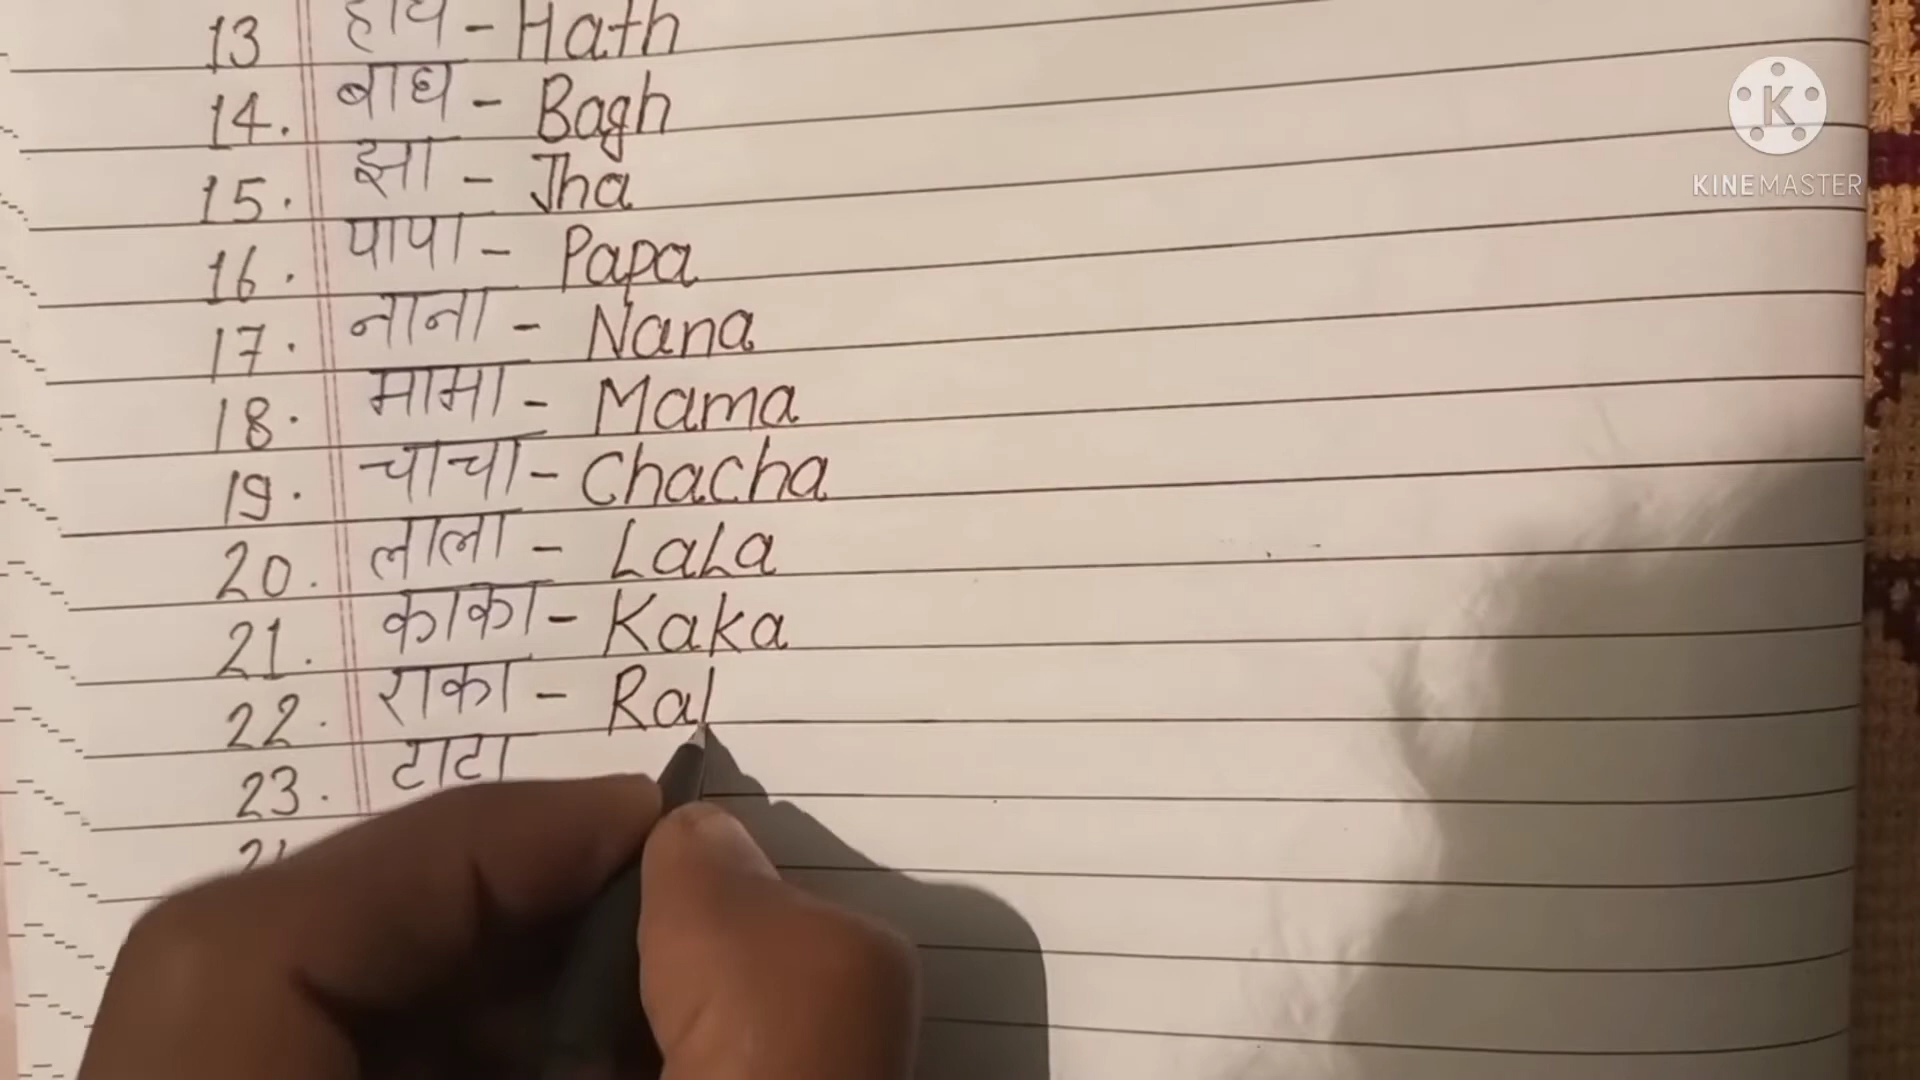 13 हाथ - Hath
14. बाघ - Bagh
15. झा - Jha
16. पापा - Papa
17. नाना - Nana
18. मामा - Mama
19. चाचा - Chacha
20. लाला - LaLa
21. काका - Kaka
22. राका - Ral
23. टाटा
K
KINEMASTER